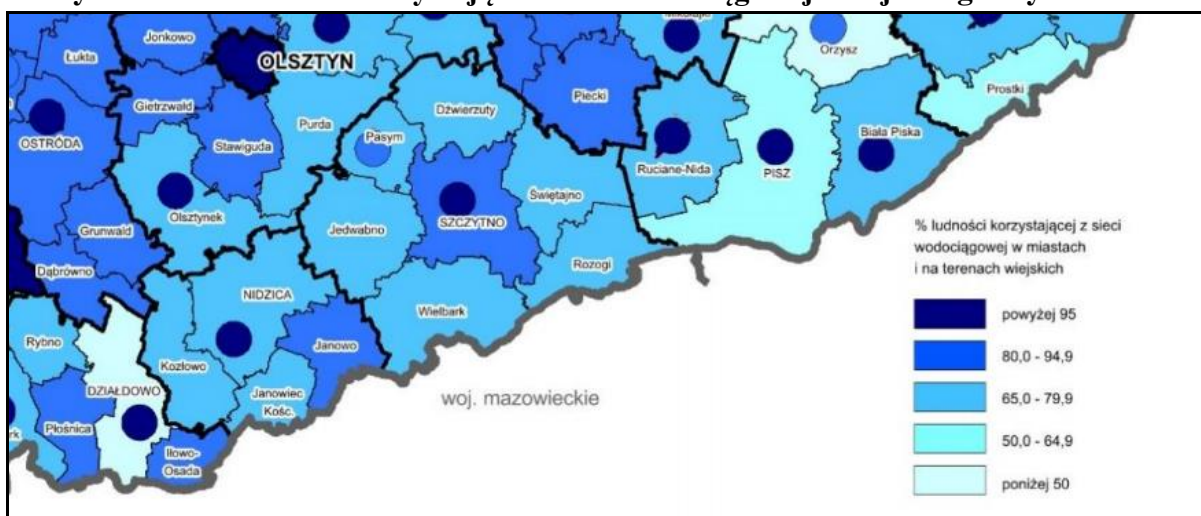 Jonkowo
Łukta
OLSZTYN
Orzysz
Prostki
Piecki
Gietrzwałd
Dźwierzuty
Purda
Pasym
Biała Piska
OSTRÓDA
Stawiguda
Ruciane-Nida
PISZ
Świętajno
Olsztynek
SZCZYTNO
Jedwabno
Grunwald
Rozogi
Dąbrówno
NIDZICA
Wielbark
Rybno
Janowo
Kozłowo
DZIAŁDOWO
Janowiec
Kośc.
Płośnica
Iłowo-
Osada
woj. mazowieckie
% ludności korzystającej z sieci
wodociągowej w miastach
i na terenach wiejskich
powyżej 95
80,0 - 94,9
65,0 - 79,9
50,0 - 64,9
poniżej 50